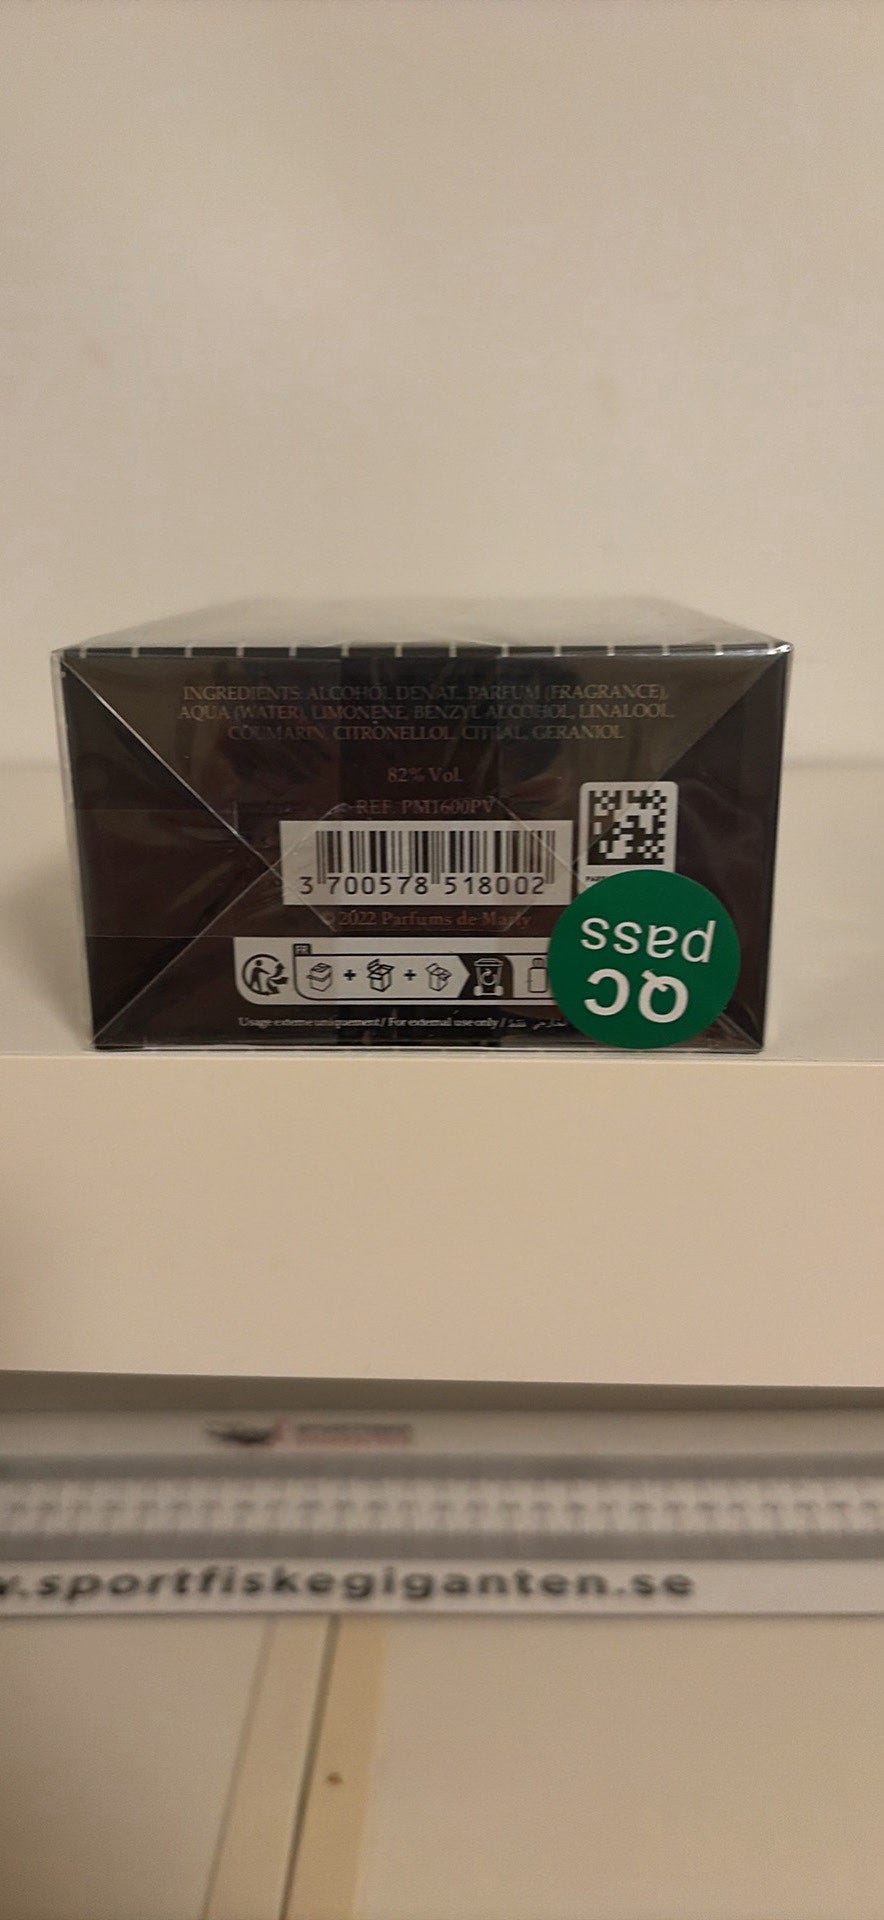 INGREDIENTS: ALCOHOL DENAT., PARFUM (FRAGRANCE),
AQUA (WATER), LIMONENE, BENZYL ALCOHOL, LINALOOL,
COUMARIN, CITRONELLOL, CITRAL, GERANIOL
82% Vol.
REF. PM1600PV
3 700578 518002
©2022 Parfums de Marly
FR
QC
pass
Usage externe uniquement / For external use only /
.sportfiskegiganten.se